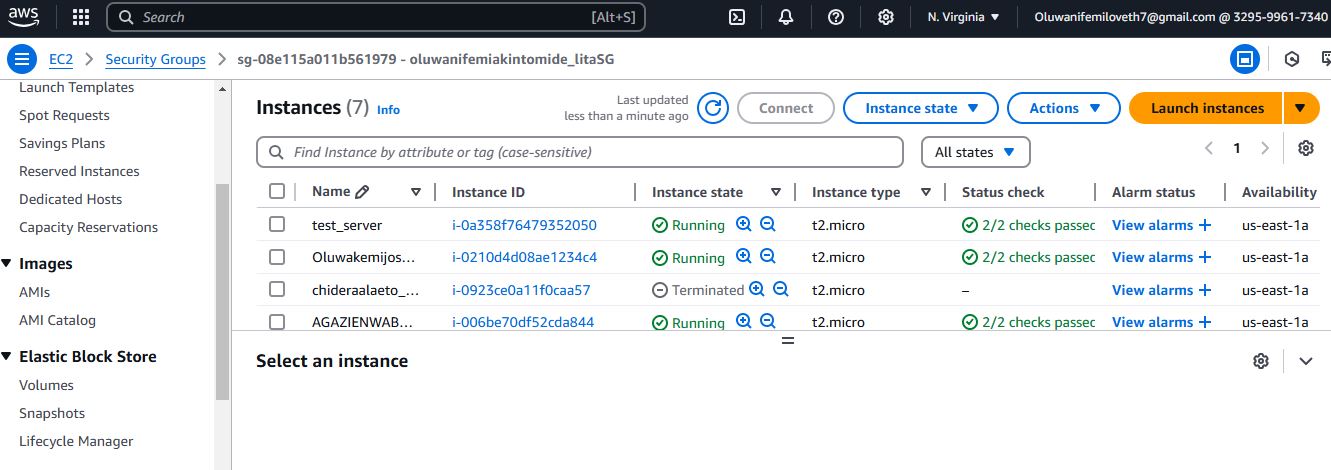 aws
Search [Alt+S] N. Virginia Oluwanifemiloveth7@gmail.com @ 3295-9961-7340
EC2 Security Groups sg-08e115a011b561979 - oluwanifemiakintomide_litaSG
Launch Templates
Spot Requests
Savings Plans
Reserved Instances
Dedicated Hosts
Capacity Reservations
Images
AMIs
AMI Catalog
Elastic Block Store
Volumes
Snapshots
Lifecycle Manager
Instances (7) Info
Last updated
less than a minute ago
Connect Instance state Actions Launch instances
Find Instance by attribute or tag (case-sensitive) All states 1
Name Instance ID Instance state Instance type Status check Alarm status Availability
test_server i-0a358f76479352050 Running t2.micro 2/2 checks passec View alarms + us-east-1a
Oluwakemijos... i-0210d4d08ae1234c4 Running t2.micro 2/2 checks passec View alarms + us-east-1a
chideraalaeto_... i-0923ce0a11f0caa57 Terminated t2.micro – View alarms + us-east-1a
AGAZIENWAB... i-006be70df52cda844 Running t2.micro 2/2 checks passec View alarms + us-east-1a
Select an instance